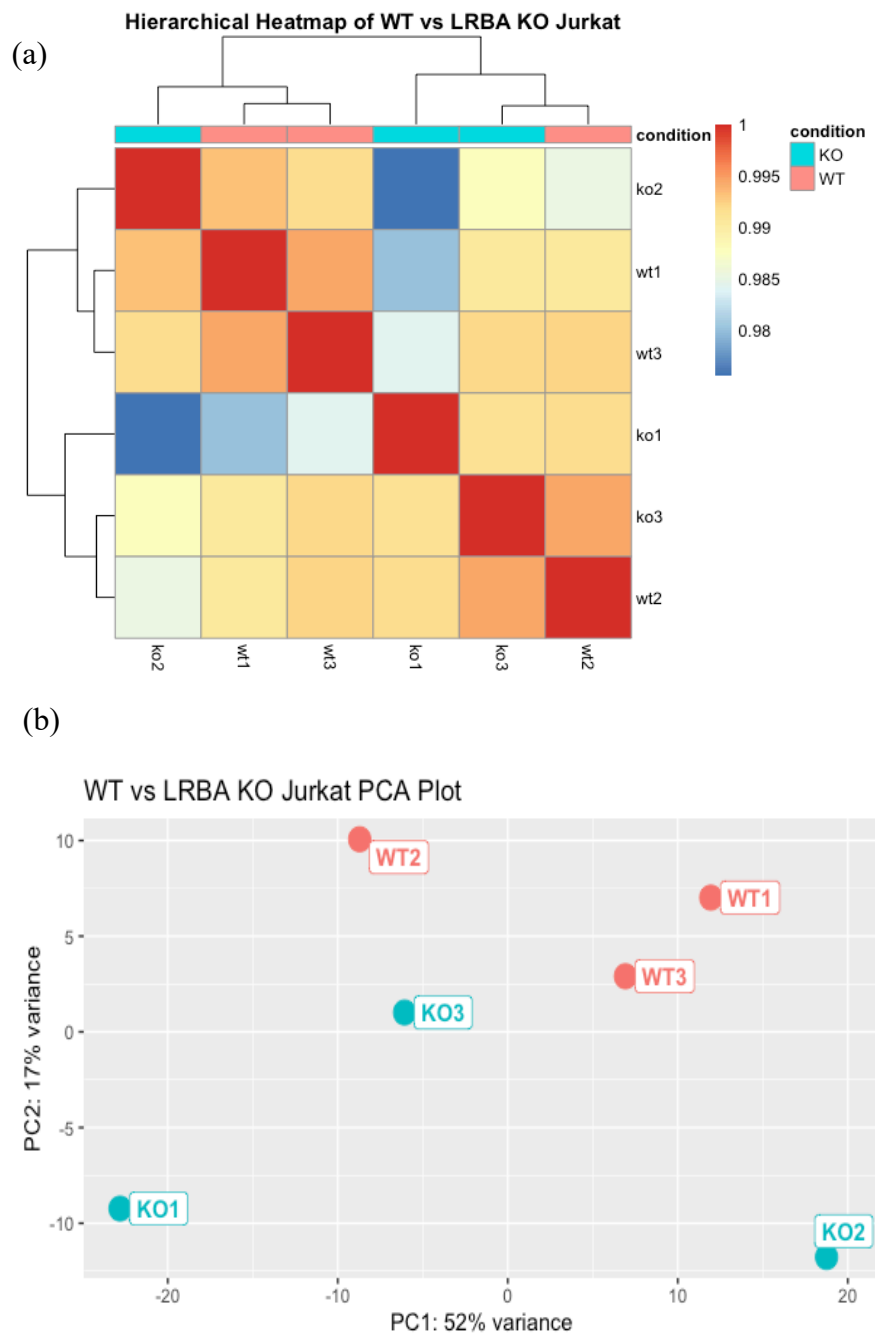 Hierarchical Heatmap of WT vs LRBA KO Jurkat
(a)
condition
1
0.995
0.99
0.985
0.98
condition
KO
WT
ko2
wt1
wt3
ko1
ko3
wt2
ko2 wt1 wt3 ko1 ko3 wt2
(b)
WT vs LRBA KO Jurkat PCA Plot
PC2: 17% variance
10
5
0
-5
-10
WT2
WT1
WT3
KO3
KO1
KO2
-20 -10 0 10 20
PC1: 52% variance